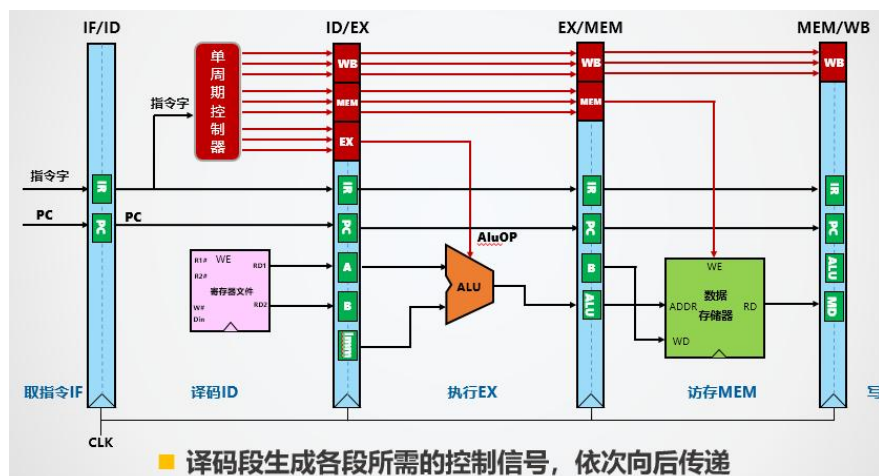 IF/ID
ID/EX
EX/MEM
MEM/WB
单周期控制器
WB
WB
WB
MEM
MEM
EX
指令字
指令字
IR
IR
IR
IR
PC
PC
PC
PC
PC
PC
AluOP
R1#
WE
RD1
R2#
寄存器文件
W#
RD2
Din
A
B
Imm
ALU
B
ALU
WE
ADDR
数据存储器
RD
WD
ALU
MD
取指令IF
译码ID
执行EX
访存MEM
写
CLK
译码段生成各段所需的控制信号，依次向后传递